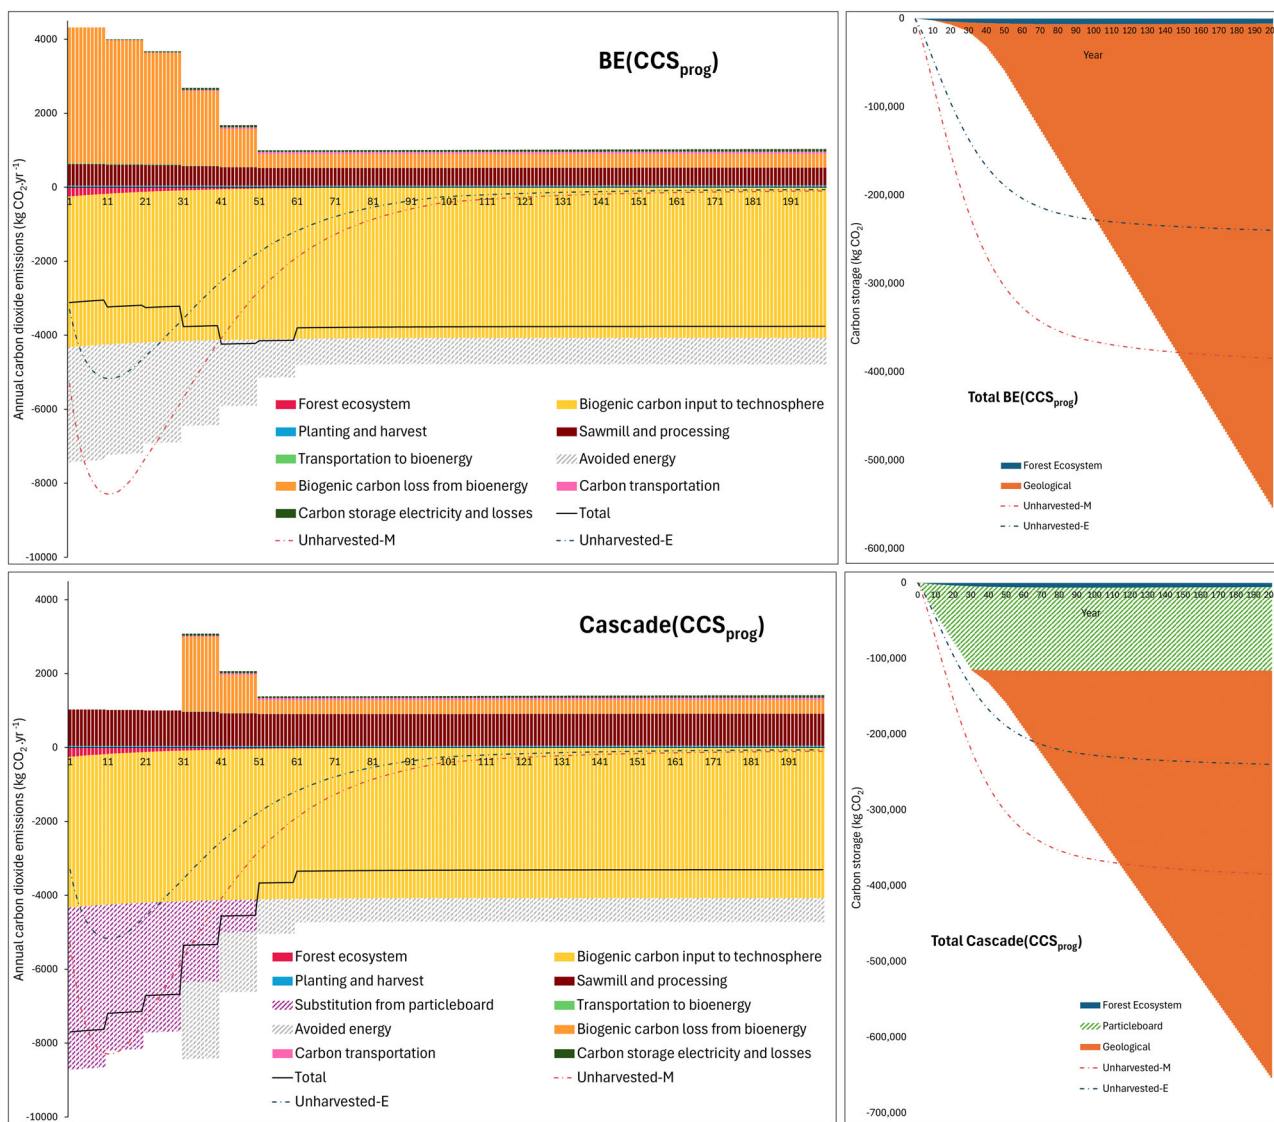 BE(CCSprog)
Annual carbon dioxide emissions (kg CO2.yr-1)
4000
2000
0
-2000
-4000
-6000
-8000
-10000
1 11 21 31 41 51 61 71 81 91 101 111 121 131 141 151 161 171 181 191
Forest ecosystem
Biogenic carbon input to technosphere
Planting and harvest
Sawmill and processing
Transportation to bioenergy
Avoided energy
Biogenic carbon loss from bioenergy
Carbon transportation
Carbon storage electricity and losses
Total
Unharvested-M
Unharvested-E
Carbon storage (kg CO2)
0
-100,000
-200,000
-300,000
-400,000
-500,000
-600,000
0 10 20 30 40 50 60 70 80 90 100 110 120 130 140 150 160 170 180 190 20
Year
Total BE(CCSprog)
Forest Ecosystem
Geological
Unharvested-M
Unharvested-E
Cascade(CCSprog)
Annual carbon dioxide emissions (kg CO2.yr-1)
4000
2000
0
-2000
-4000
-6000
-8000
-10000
1 11 21 31 41 51 61 71 81 91 101 111 121 131 141 151 161 171 181 191
Forest ecosystem
Biogenic carbon input to technosphere
Planting and harvest
Sawmill and processing
Substitution from particleboard
Transportation to bioenergy
Avoided energy
Biogenic carbon loss from bioenergy
Carbon transportation
Carbon storage electricity and losses
Total
Unharvested-M
Unharvested-E
Carbon storage (kg CO2)
0
-100,000
-200,000
-300,000
-400,000
-500,000
-600,000
-700,000
0 10 20 30 40 50 60 70 80 90 100 110 120 130 140 150 160 170 180 190 20
Year
Total Cascade(CCSprog)
Forest Ecosystem
Particleboard
Geological
Unharvested-M
Unharvested-E